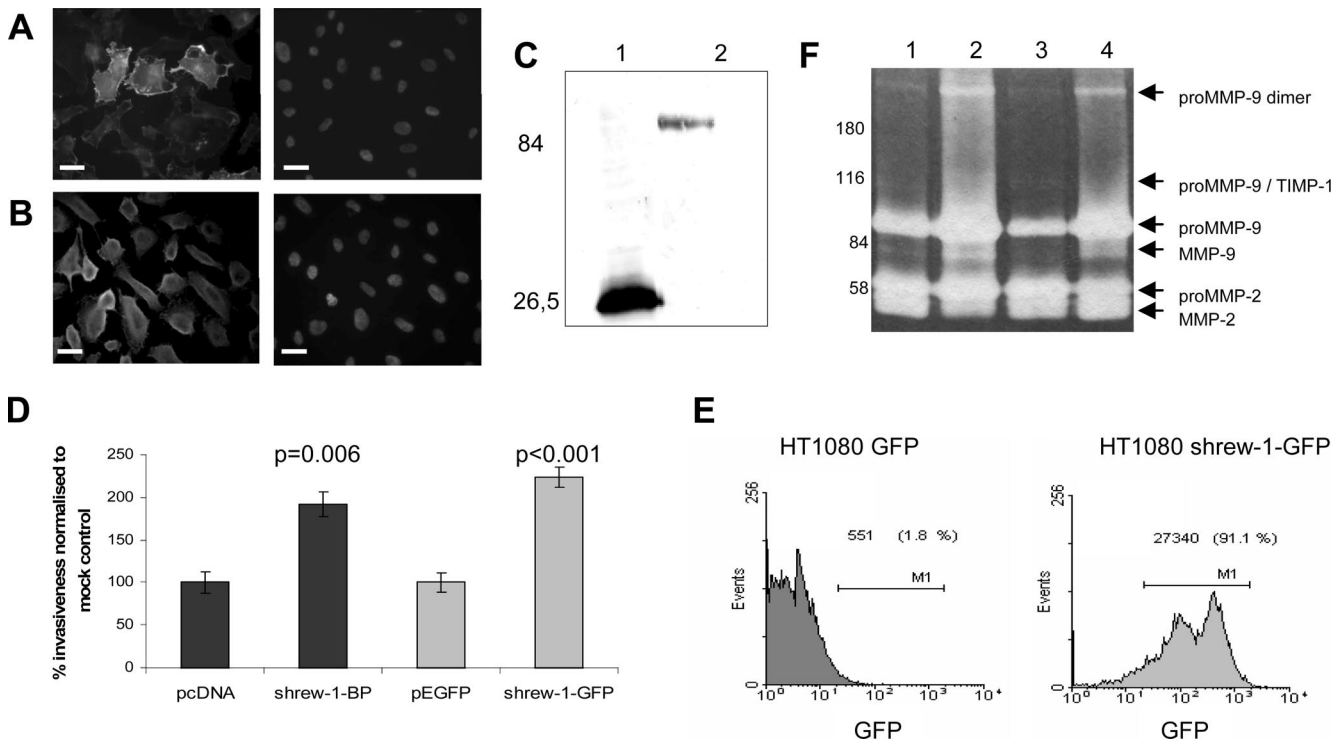 A
B
C
1 2
84
26,5
F
1 2 3 4
180
116
84
58
proMMP-9 dimer
proMMP-9 / TIMP-1
proMMP-9
MMP-9
proMMP-2
MMP-2
D
% invasiveness normalised to
mock control
250
200
150
100
50
0
p=0.006
p<0.001
pcDNA shrew-1-BP pEGFP shrew-1-GFP
E
HT1080 GFP
256
0
Events
551 (1.8 %)
M1
10⁰ 10¹ 10² 10³ 10⁴
GFP
HT1080 shrew-1-GFP
256
0
Events
27340 (91.1 %)
M1
10⁰ 10¹ 10² 10³ 10⁴
GFP